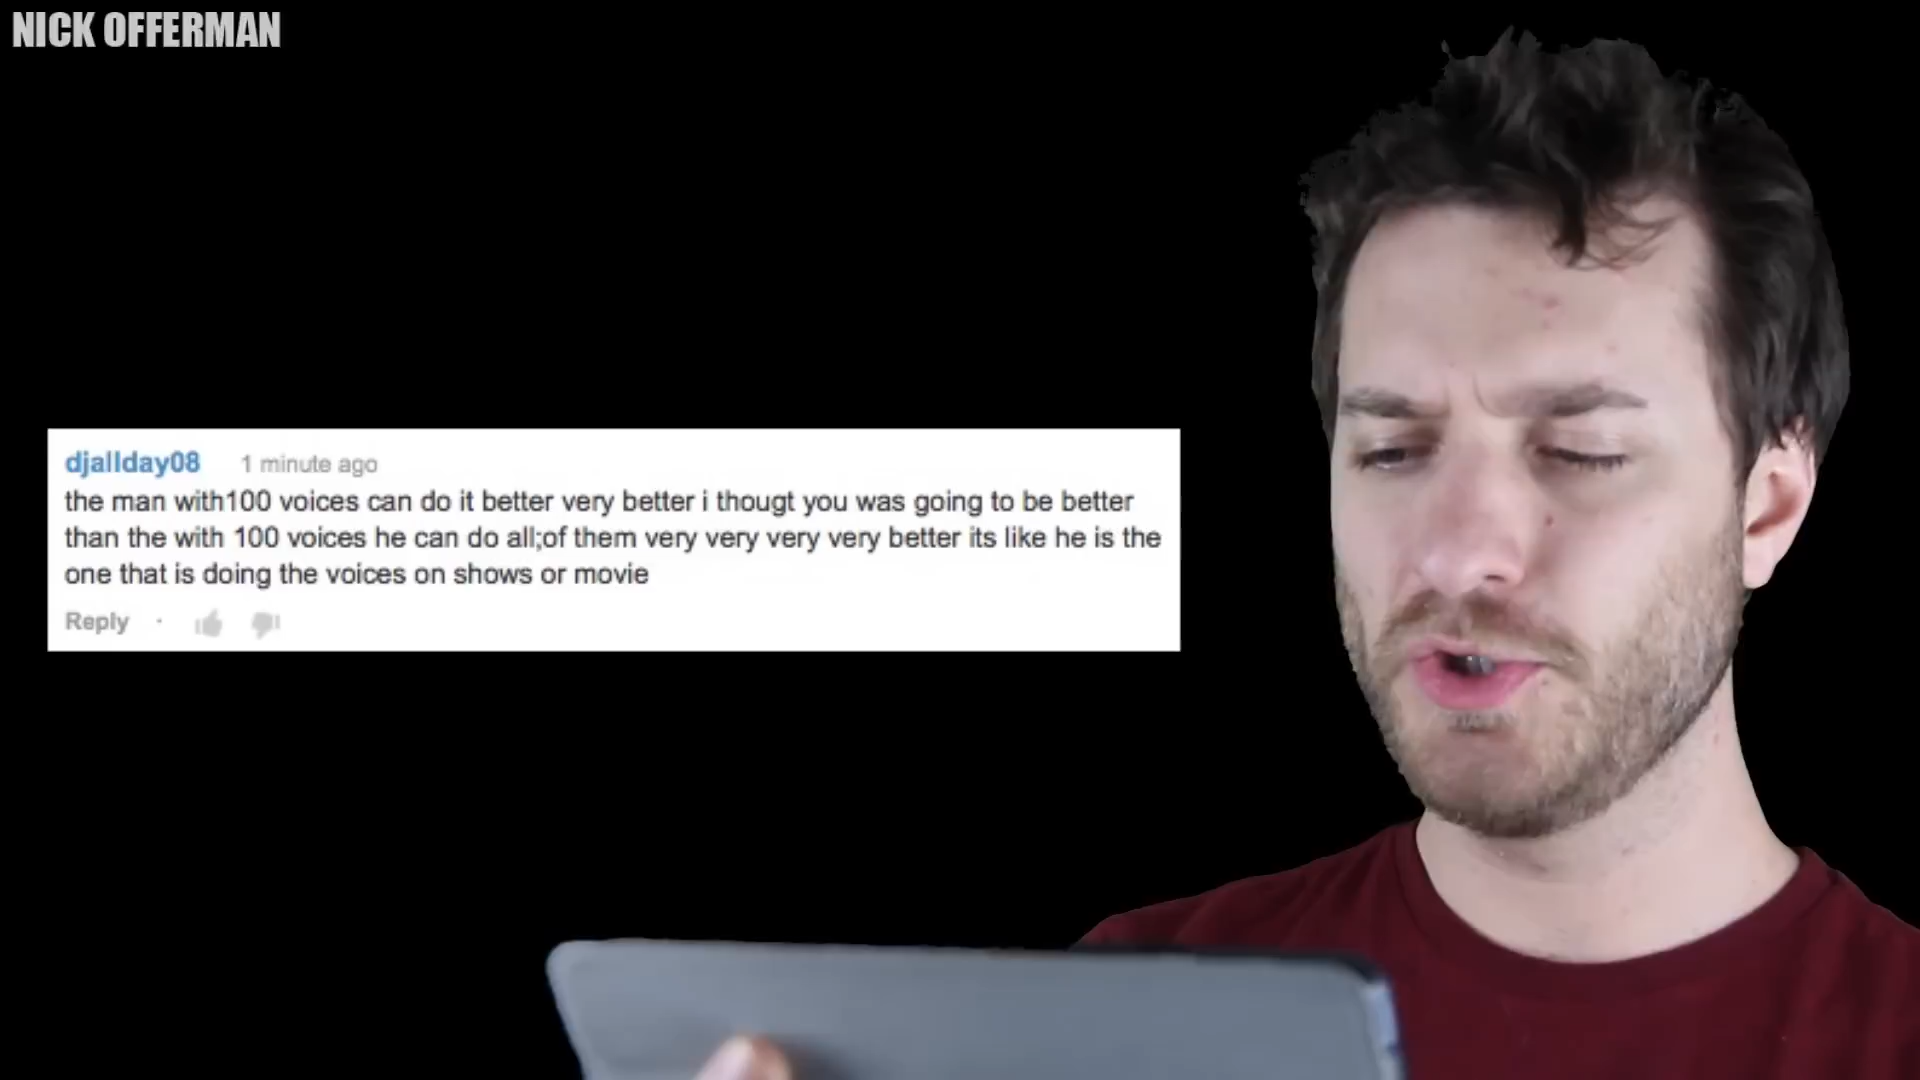 NICK OFFERMAN
djallday08 1 minute ago
the man with100 voices can do it better very better i thougt you was going to be better
than the with 100 voices he can do all;of them very very very very better its like he is the
one that is doing the voices on shows or movie
Reply ·